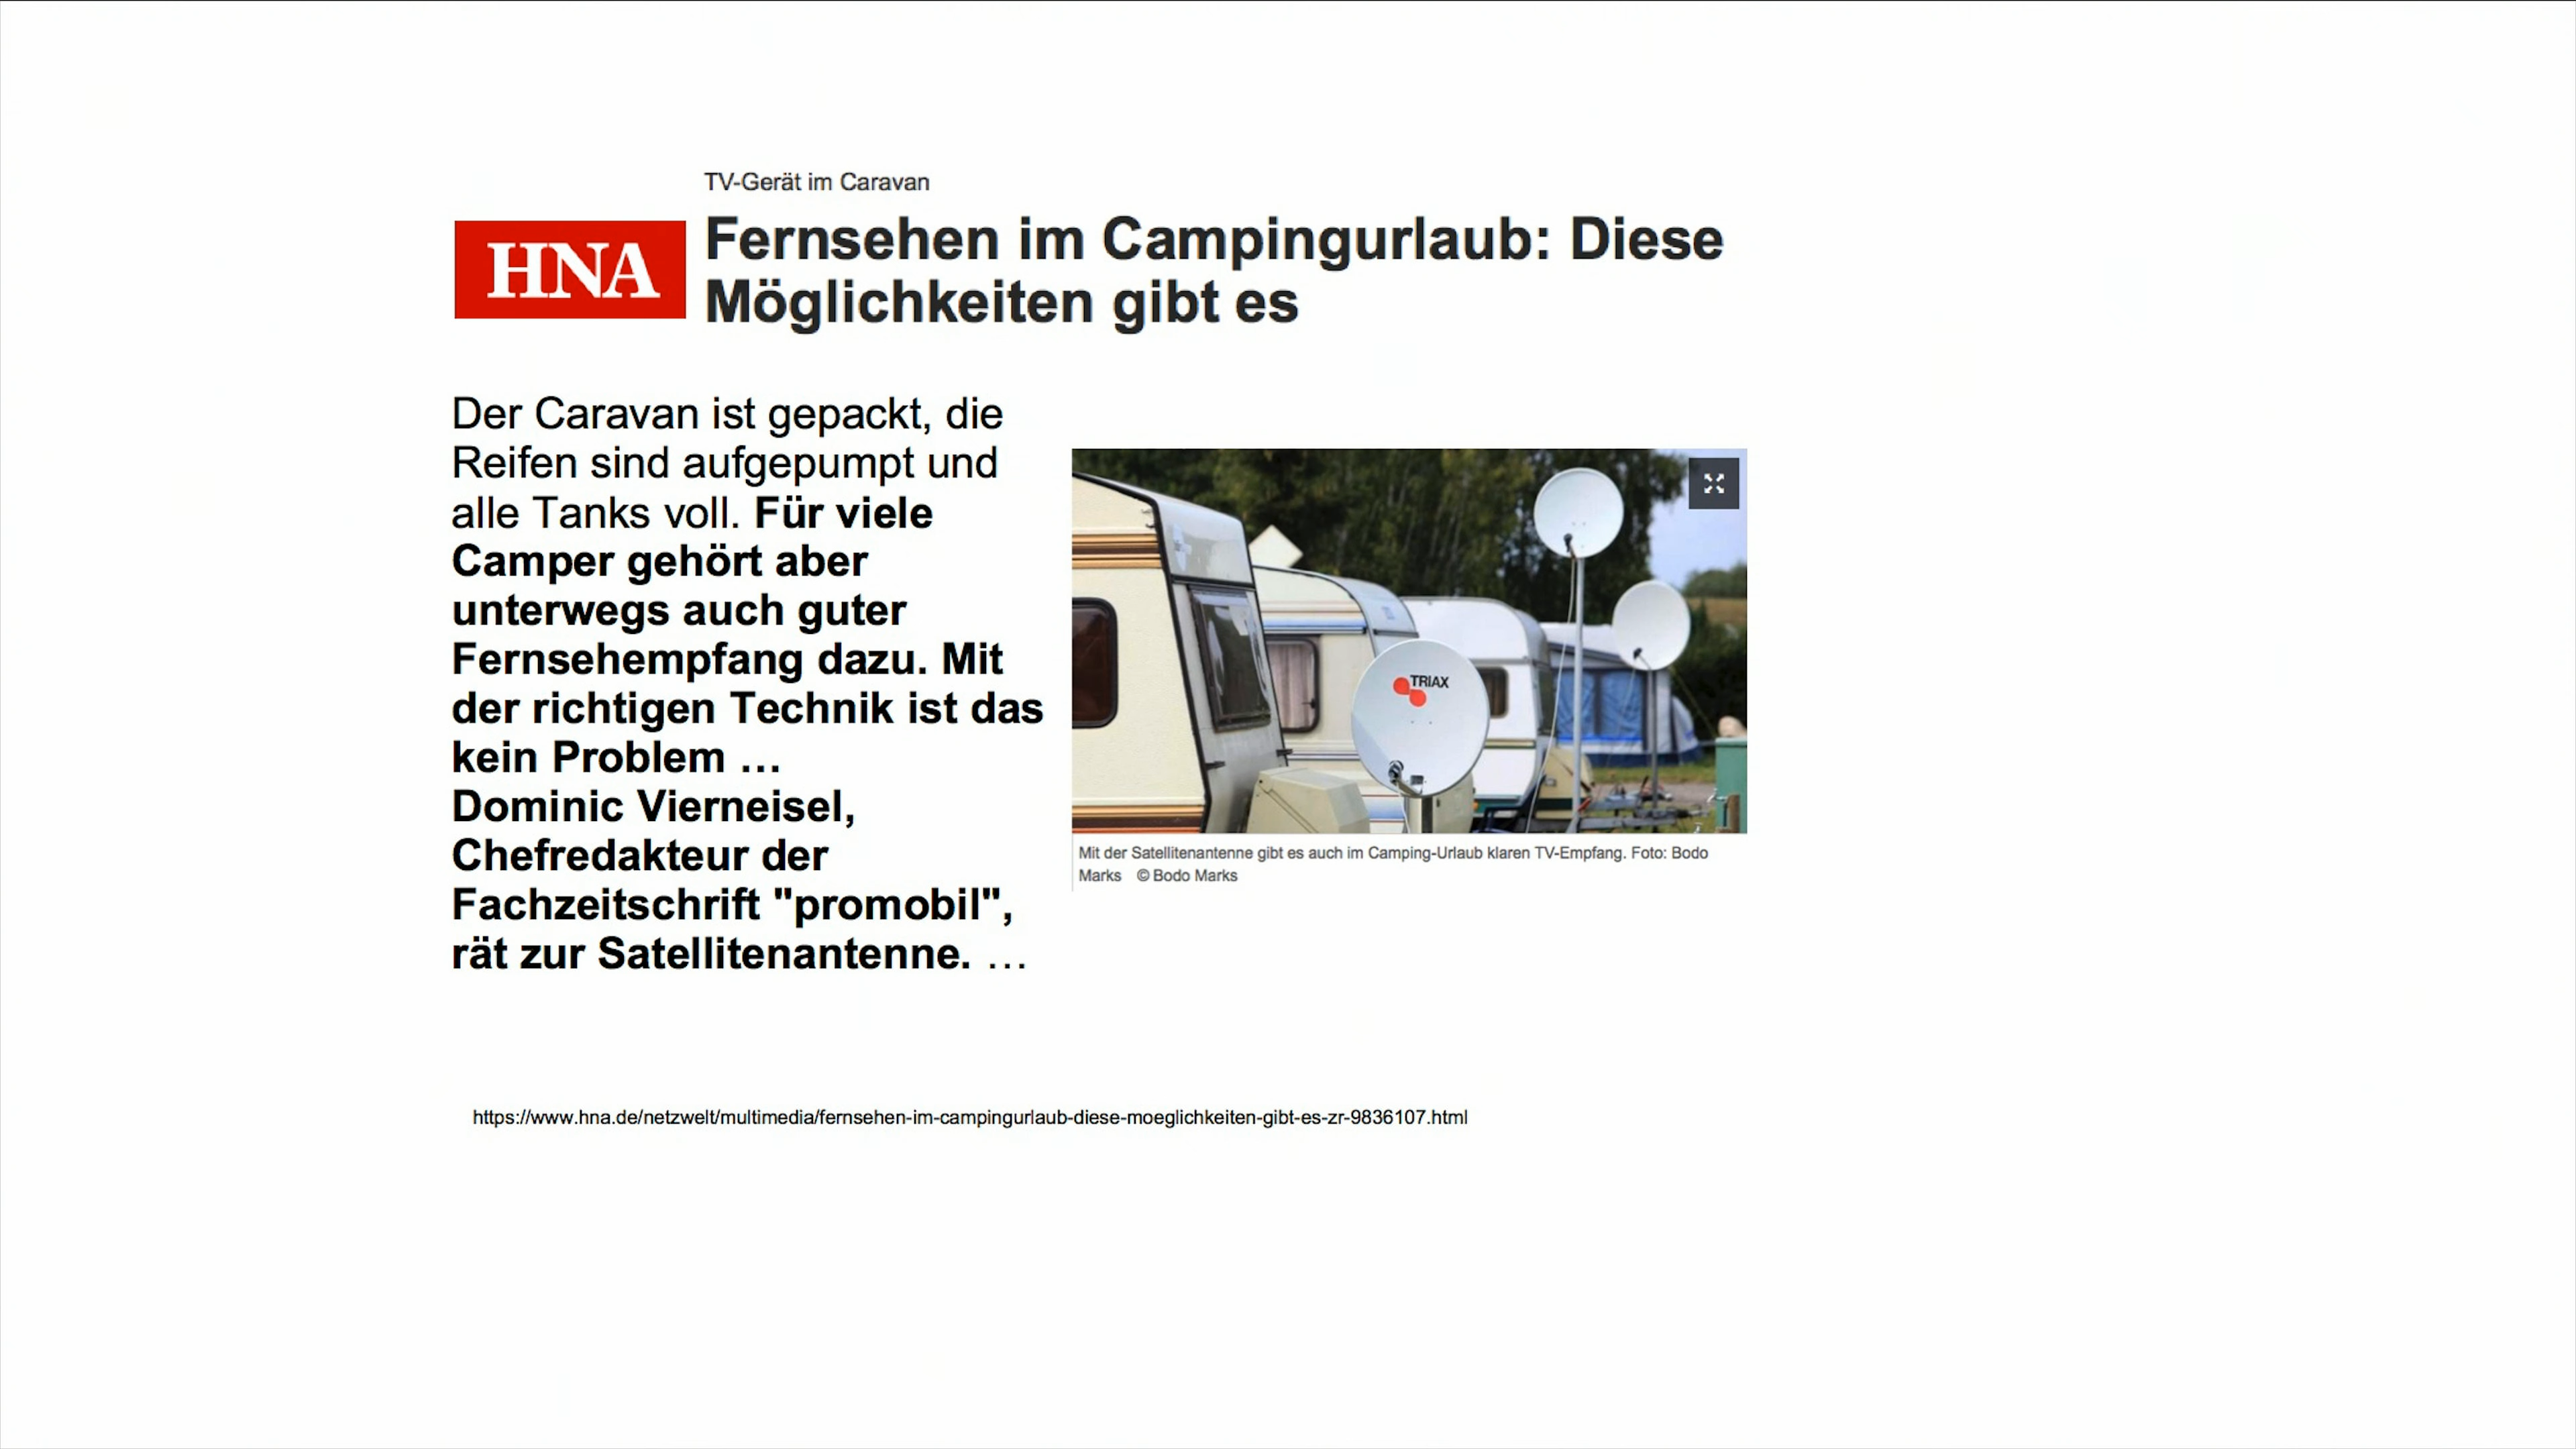 TV-Gerät im Caravan
HNA
Fernsehen im Campingurlaub: Diese
Möglichkeiten gibt es
Der Caravan ist gepackt, die
Reifen sind aufgepumpt und
alle Tanks voll. Für viele
Camper gehört aber
unterwegs auch guter
Fernsehempfang dazu. Mit
der richtigen Technik ist das
kein Problem ...
Dominic Vierneisel,
Chefredakteur der
Fachzeitschrift "promobil",
rät zur Satellitenantenne. ...
TRIAX
Mit der Satellitenantenne gibt es auch im Camping-Urlaub klaren TV-Empfang. Foto: Bodo
Marks © Bodo Marks
https://www.hna.de/netzwelt/multimedia/fernsehen-im-campingurlaub-diese-moeglichkeiten-gibt-es-zr-9836107.html